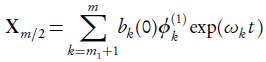 X_{m/2} = \sum_{k=m_1+1}^{m} b_k(0) \phi_k^{(1)} \exp(\omega_k t)